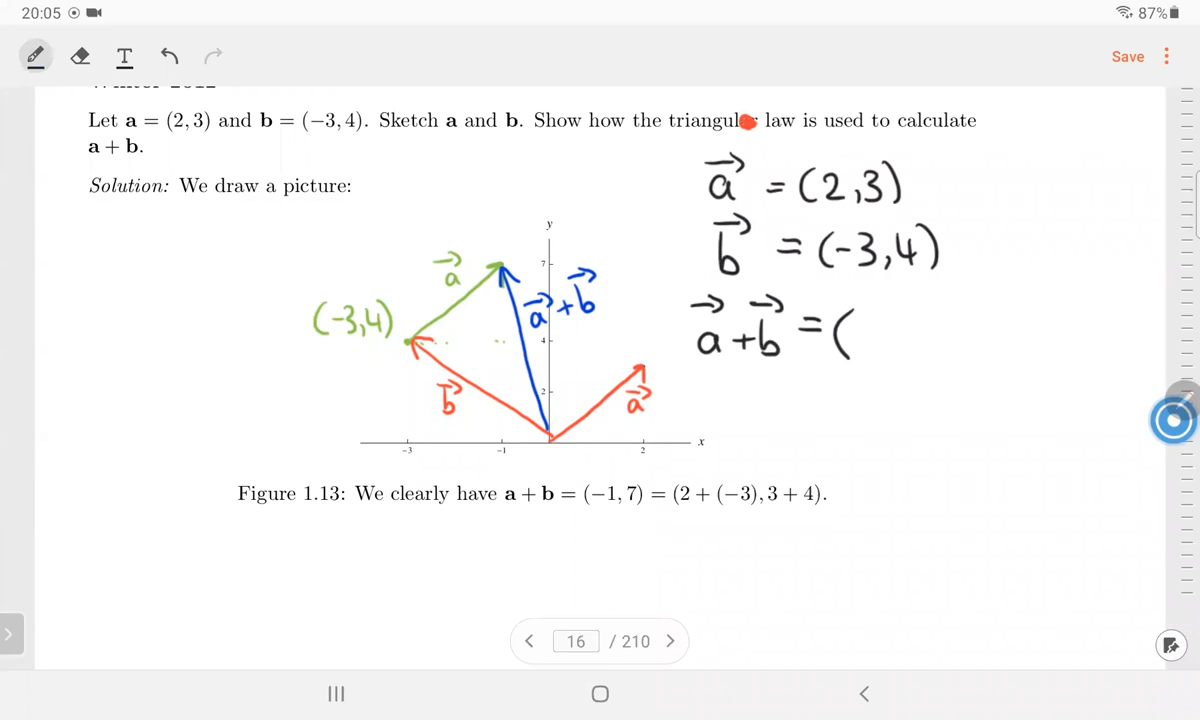 20:05 87%
T Save
Let a = (2, 3) and b = (−3, 4). Sketch a and b. Show how the triangular law is used to calculate
a + b.
Solution: We draw a picture:
a⃗ = (2,3)
b⃗ = (-3,4)
a⃗ + b⃗ = (
y
7
4
2
a⃗
(-3,4)
a⃗ + b⃗
b⃗
a⃗
−3 −1 2 x
Figure 1.13: We clearly have a + b = (−1, 7) = (2 + (−3), 3 + 4).
16 / 210